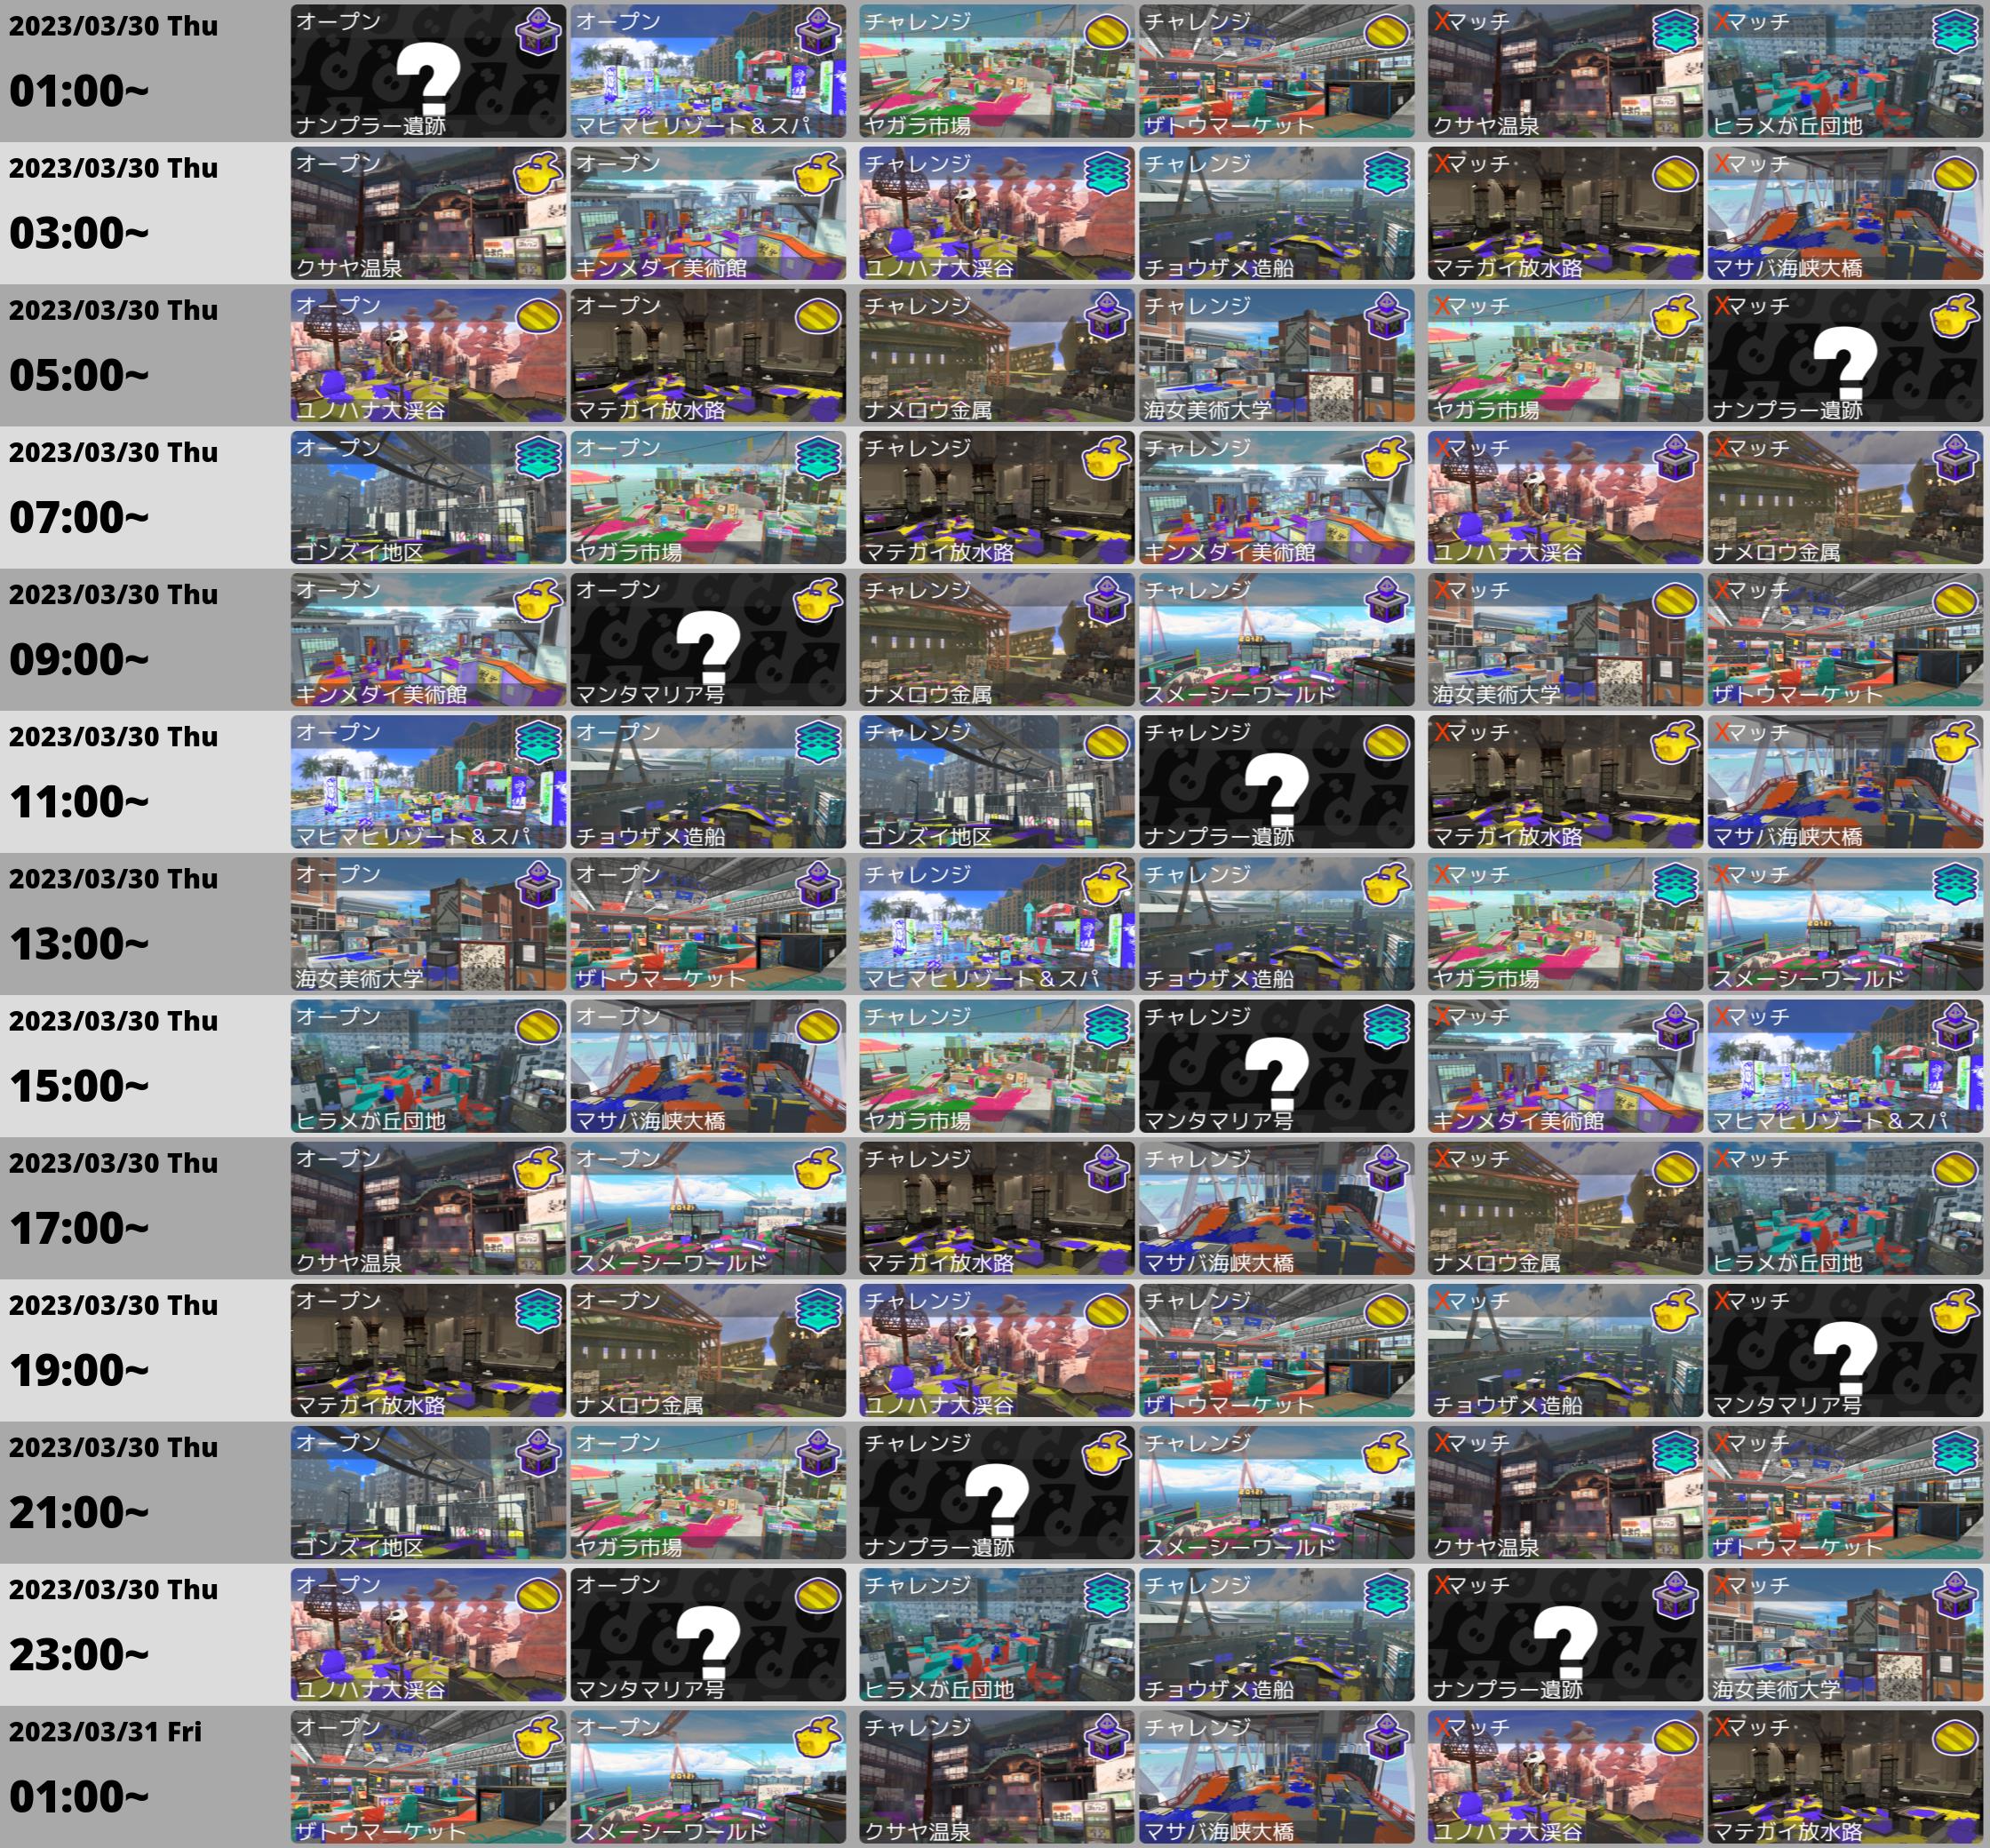 2023/03/30 Thu
01:00~
オープン
ナンプラー遺跡
オープン
マヒマヒリゾート＆スパ
チャレンジ
ヤガラ市場
チャレンジ
ザトウマーケット
Xマッチ
クサヤ温泉
Xマッチ
ヒラメが丘団地
2023/03/30 Thu
03:00~
オープン
クサヤ温泉
オープン
キンメダイ美術館
チャレンジ
ユノハナ大渓谷
チャレンジ
チョウザメ造船
Xマッチ
マテガイ放水路
Xマッチ
マサバ海峡大橋
2023/03/30 Thu
05:00~
オープン
ユノハナ大渓谷
オープン
マテガイ放水路
チャレンジ
ナメロウ金属
チャレンジ
海女美術大学
Xマッチ
ヤガラ市場
Xマッチ
ナンプラー遺跡
2023/03/30 Thu
07:00~
オープン
ゴンズイ地区
オープン
ヤガラ市場
チャレンジ
マテガイ放水路
チャレンジ
キンメダイ美術館
Xマッチ
ユノハナ大渓谷
Xマッチ
ナメロウ金属
2023/03/30 Thu
09:00~
オープン
キンメダイ美術館
オープン
マンタマリア号
チャレンジ
ナメロウ金属
チャレンジ
スメーシーワールド
Xマッチ
海女美術大学
Xマッチ
ザトウマーケット
2023/03/30 Thu
11:00~
オープン
マヒマヒリゾート＆スパ
オープン
チョウザメ造船
チャレンジ
ゴンズイ地区
チャレンジ
ナンプラー遺跡
Xマッチ
マテガイ放水路
Xマッチ
マサバ海峡大橋
2023/03/30 Thu
13:00~
オープン
海女美術大学
オープン
ザトウマーケット
チャレンジ
マヒマヒリゾート＆スパ
チャレンジ
チョウザメ造船
Xマッチ
ヤガラ市場
Xマッチ
スメーシーワールド
2023/03/30 Thu
15:00~
オープン
ヒラメが丘団地
オープン
マサバ海峡大橋
チャレンジ
ヤガラ市場
チャレンジ
マンタマリア号
Xマッチ
キンメダイ美術館
Xマッチ
マヒマヒリゾート＆スパ
2023/03/30 Thu
17:00~
オープン
クサヤ温泉
オープン
スメーシーワールド
チャレンジ
マテガイ放水路
チャレンジ
マサバ海峡大橋
Xマッチ
ナメロウ金属
Xマッチ
ヒラメが丘団地
2023/03/30 Thu
19:00~
オープン
マテガイ放水路
オープン
ナメロウ金属
チャレンジ
ユノハナ大渓谷
チャレンジ
ザトウマーケット
Xマッチ
チョウザメ造船
Xマッチ
マンタマリア号
2023/03/30 Thu
21:00~
オープン
ゴンズイ地区
オープン
ヤガラ市場
チャレンジ
ナンプラー遺跡
チャレンジ
スメーシーワールド
Xマッチ
クサヤ温泉
Xマッチ
ザトウマーケット
2023/03/30 Thu
23:00~
オープン
ユノハナ大渓谷
オープン
マンタマリア号
チャレンジ
ヒラメが丘団地
チャレンジ
チョウザメ造船
Xマッチ
ナンプラー遺跡
Xマッチ
海女美術大学
2023/03/31 Fri
01:00~
オープン
ザトウマーケット
オープン
スメーシーワールド
チャレンジ
クサヤ温泉
チャレンジ
マサバ海峡大橋
Xマッチ
ユノハナ大渓谷
Xマッチ
マテガイ放水路